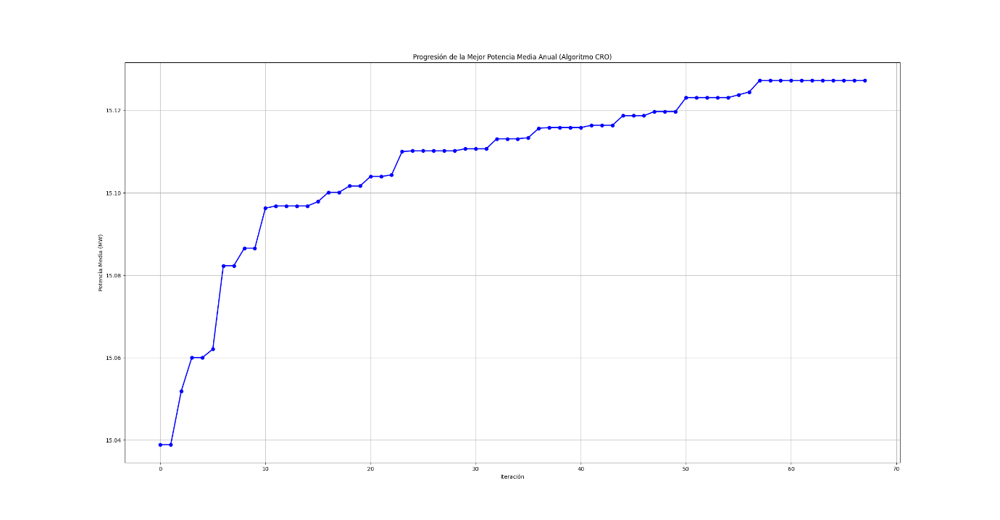 Progresión de la Mejor Potencia Media Anual (Algoritmo CRO)
Potencia Media (MW)
15.12
15.10
15.08
15.06
15.04
0 10 20 30 40 50 60 70
Iteración